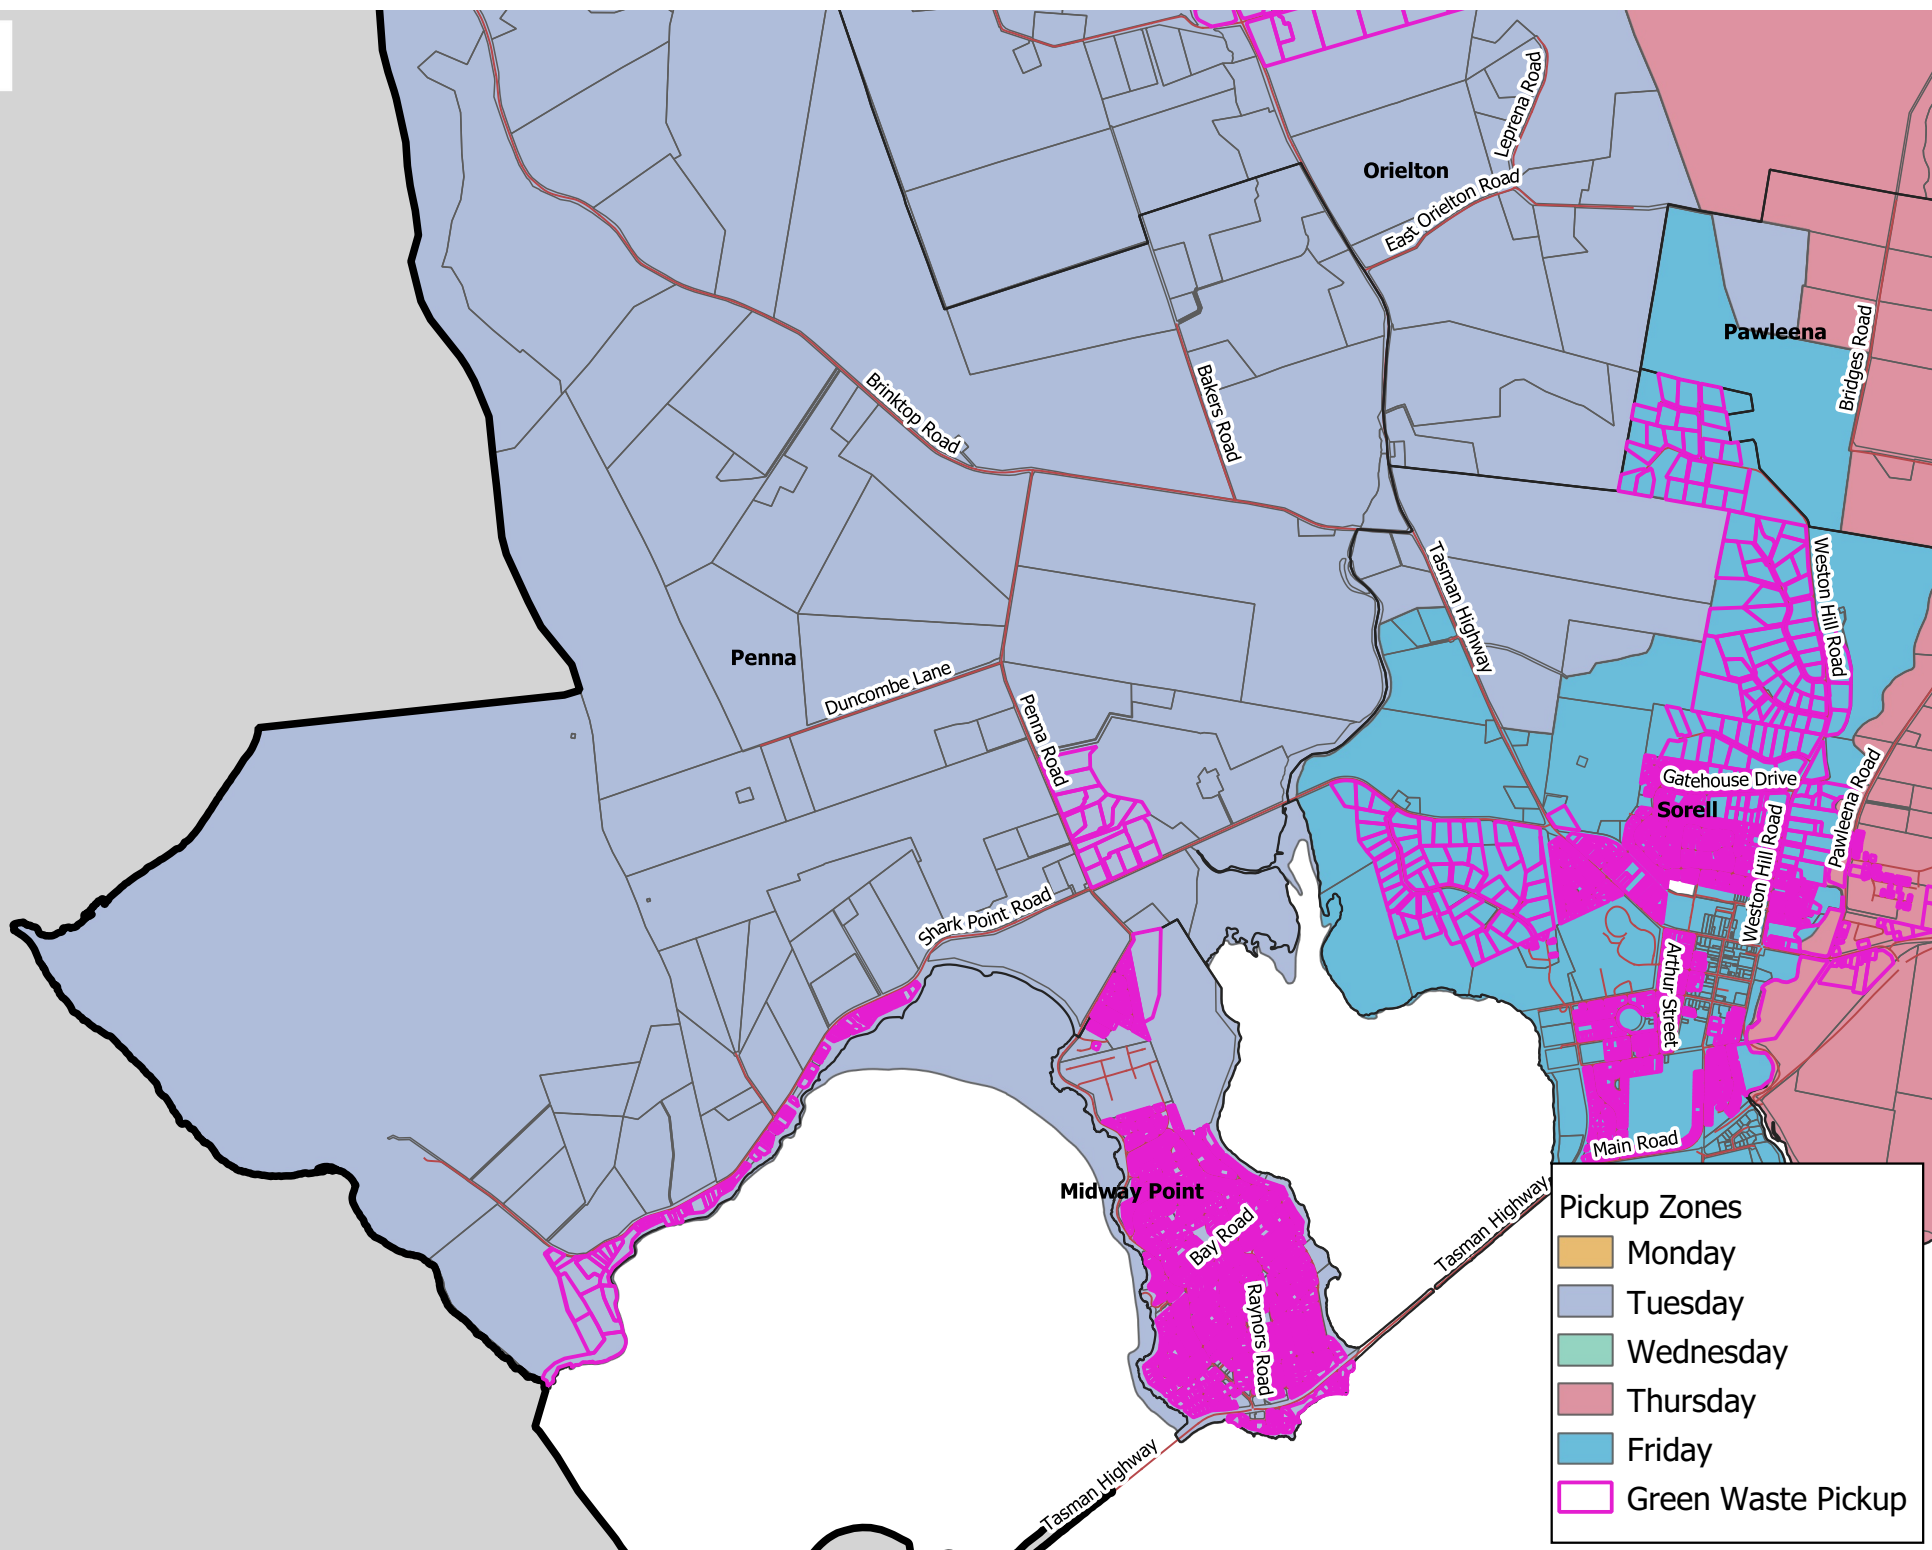 Leprena Road
Orielton
East Orielton Road
Pawleena
Bridges Road
Brinktop Road
Bakers Road
Tasman Highway
Weston Hill Road
Penna
Duncombe Lane
Penna Road
Gatehouse Drive
Sorell
Weston Hill Road
Pawleena Road
Shark Point Road
Arthur Street
Main Road
Midway Point
Bay Road
Raynors Road
Tasman Highway
Tasman Highway
Pickup Zones
Monday
Tuesday
Wednesday
Thursday
Friday
Green Waste Pickup